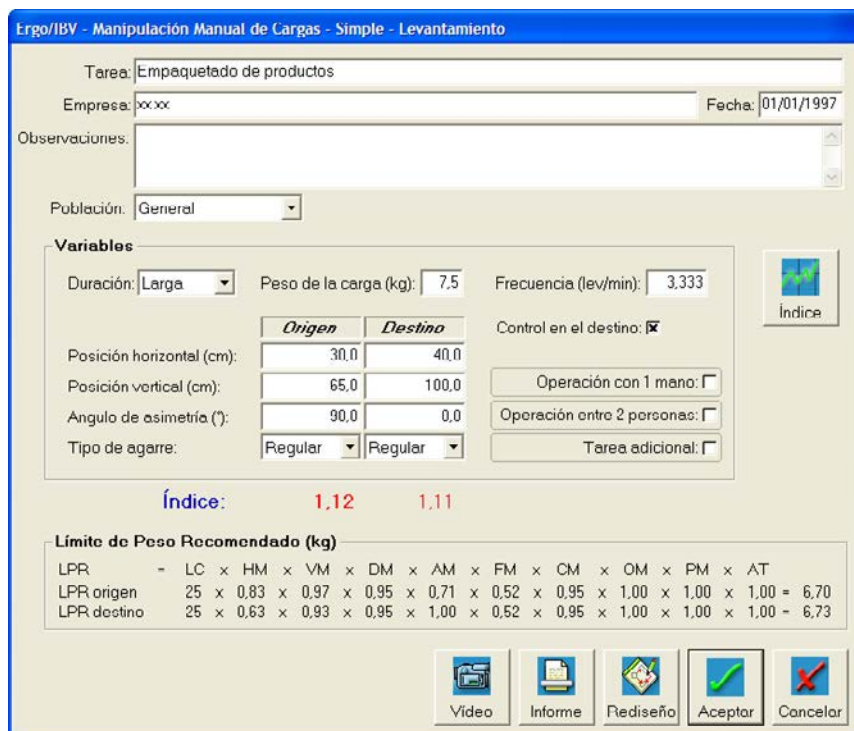 Ergo/IBV - Manipulación Manual de Cargas - Simple - Levantamiento
Tarea: Empaquetado de productos
Empresa: xx.xx Fecha: 01/01/1997
Observaciones:
Población: General
Variables
Duración: Larga Peso de la carga (kg): 7,5 Frecuencia (lev/min): 3,333
Índice
Origen Destino Control en el destino:
Posición horizontal (cm): 30,0 40,0
Posición vertical (cm): 65,0 100,0 Operación con 1 mano:
Angulo de asimetría (°): 90,0 0,0 Operación entre 2 personas:
Tipo de agarre: Regular Regular Tarea adicional:
Índice: 1,12 1,11
Límite de Peso Recomendado (kg)
LPR = LC x HM x VM x DM x AM x FM x CM x OM x PM x AT
LPR origen 25 x 0,83 x 0,97 x 0,95 x 0,71 x 0,52 x 0,95 x 1,00 x 1,00 x 1,00 = 6,70
LPR destino 25 x 0,63 x 0,93 x 0,95 x 1,00 x 0,52 x 0,95 x 1,00 x 1,00 x 1,00 = 6,73
Vídeo Informe Rediseño Aceptar Cancelar